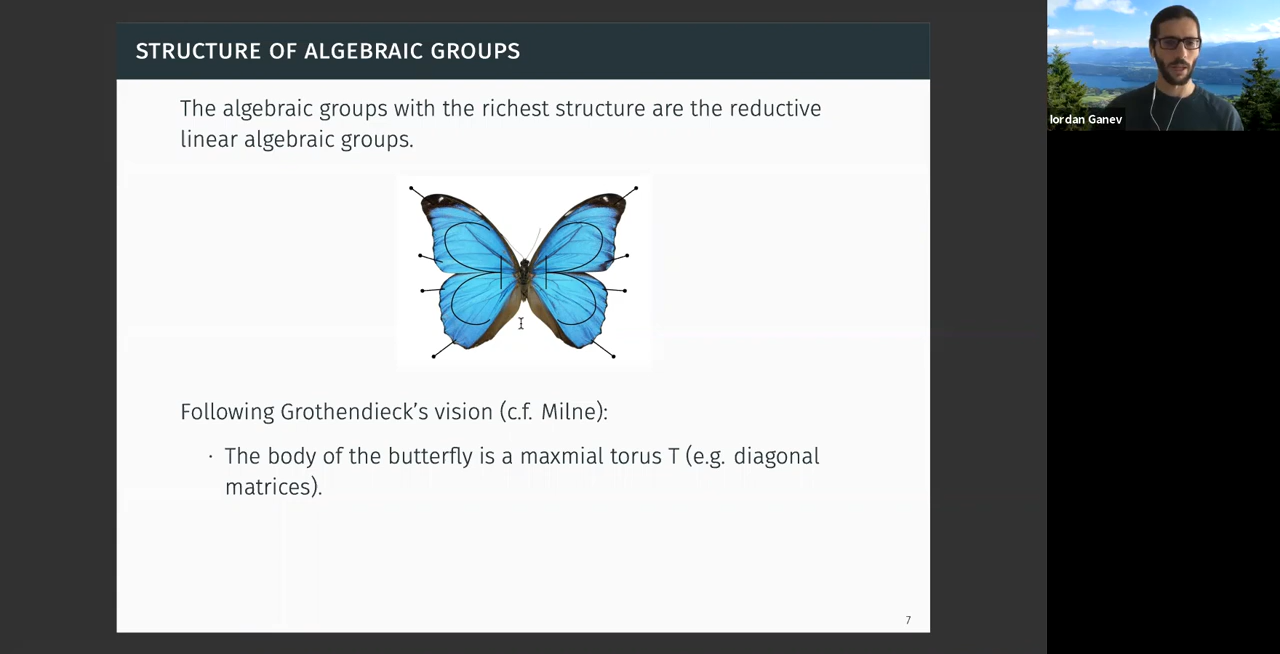 STRUCTURE OF ALGEBRAIC GROUPS
The algebraic groups with the richest structure are the reductive
linear algebraic groups.
Following Grothendieck's vision (c.f. Milne):
· The body of the butterfly is a maxmial torus T (e.g. diagonal
matrices).
7
Iordan Ganev